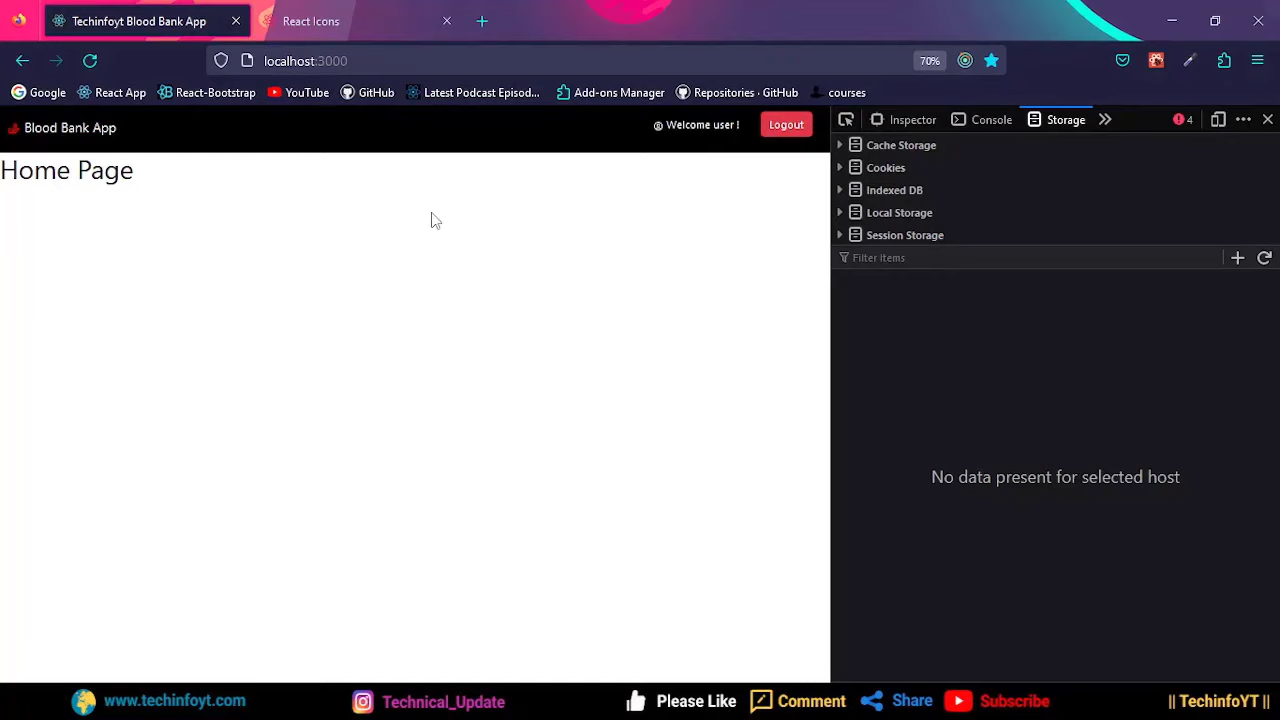 Techinfoyt Blood Bank App
React Icons
localhost:3000
70%
Google
React App
React-Bootstrap
YouTube
GitHub
Latest Podcast Episod...
Add-ons Manager
Repositories · GitHub
courses
Blood Bank App
Welcome user !
Logout
Home Page
Inspector
Console
Storage
4
Cache Storage
Cookies
Indexed DB
Local Storage
Session Storage
Filter Items
No data present for selected host
www.techinfoyt.com
Technical_Update
Please Like
Comment
Share
Subscribe
|| TechinfoYT ||